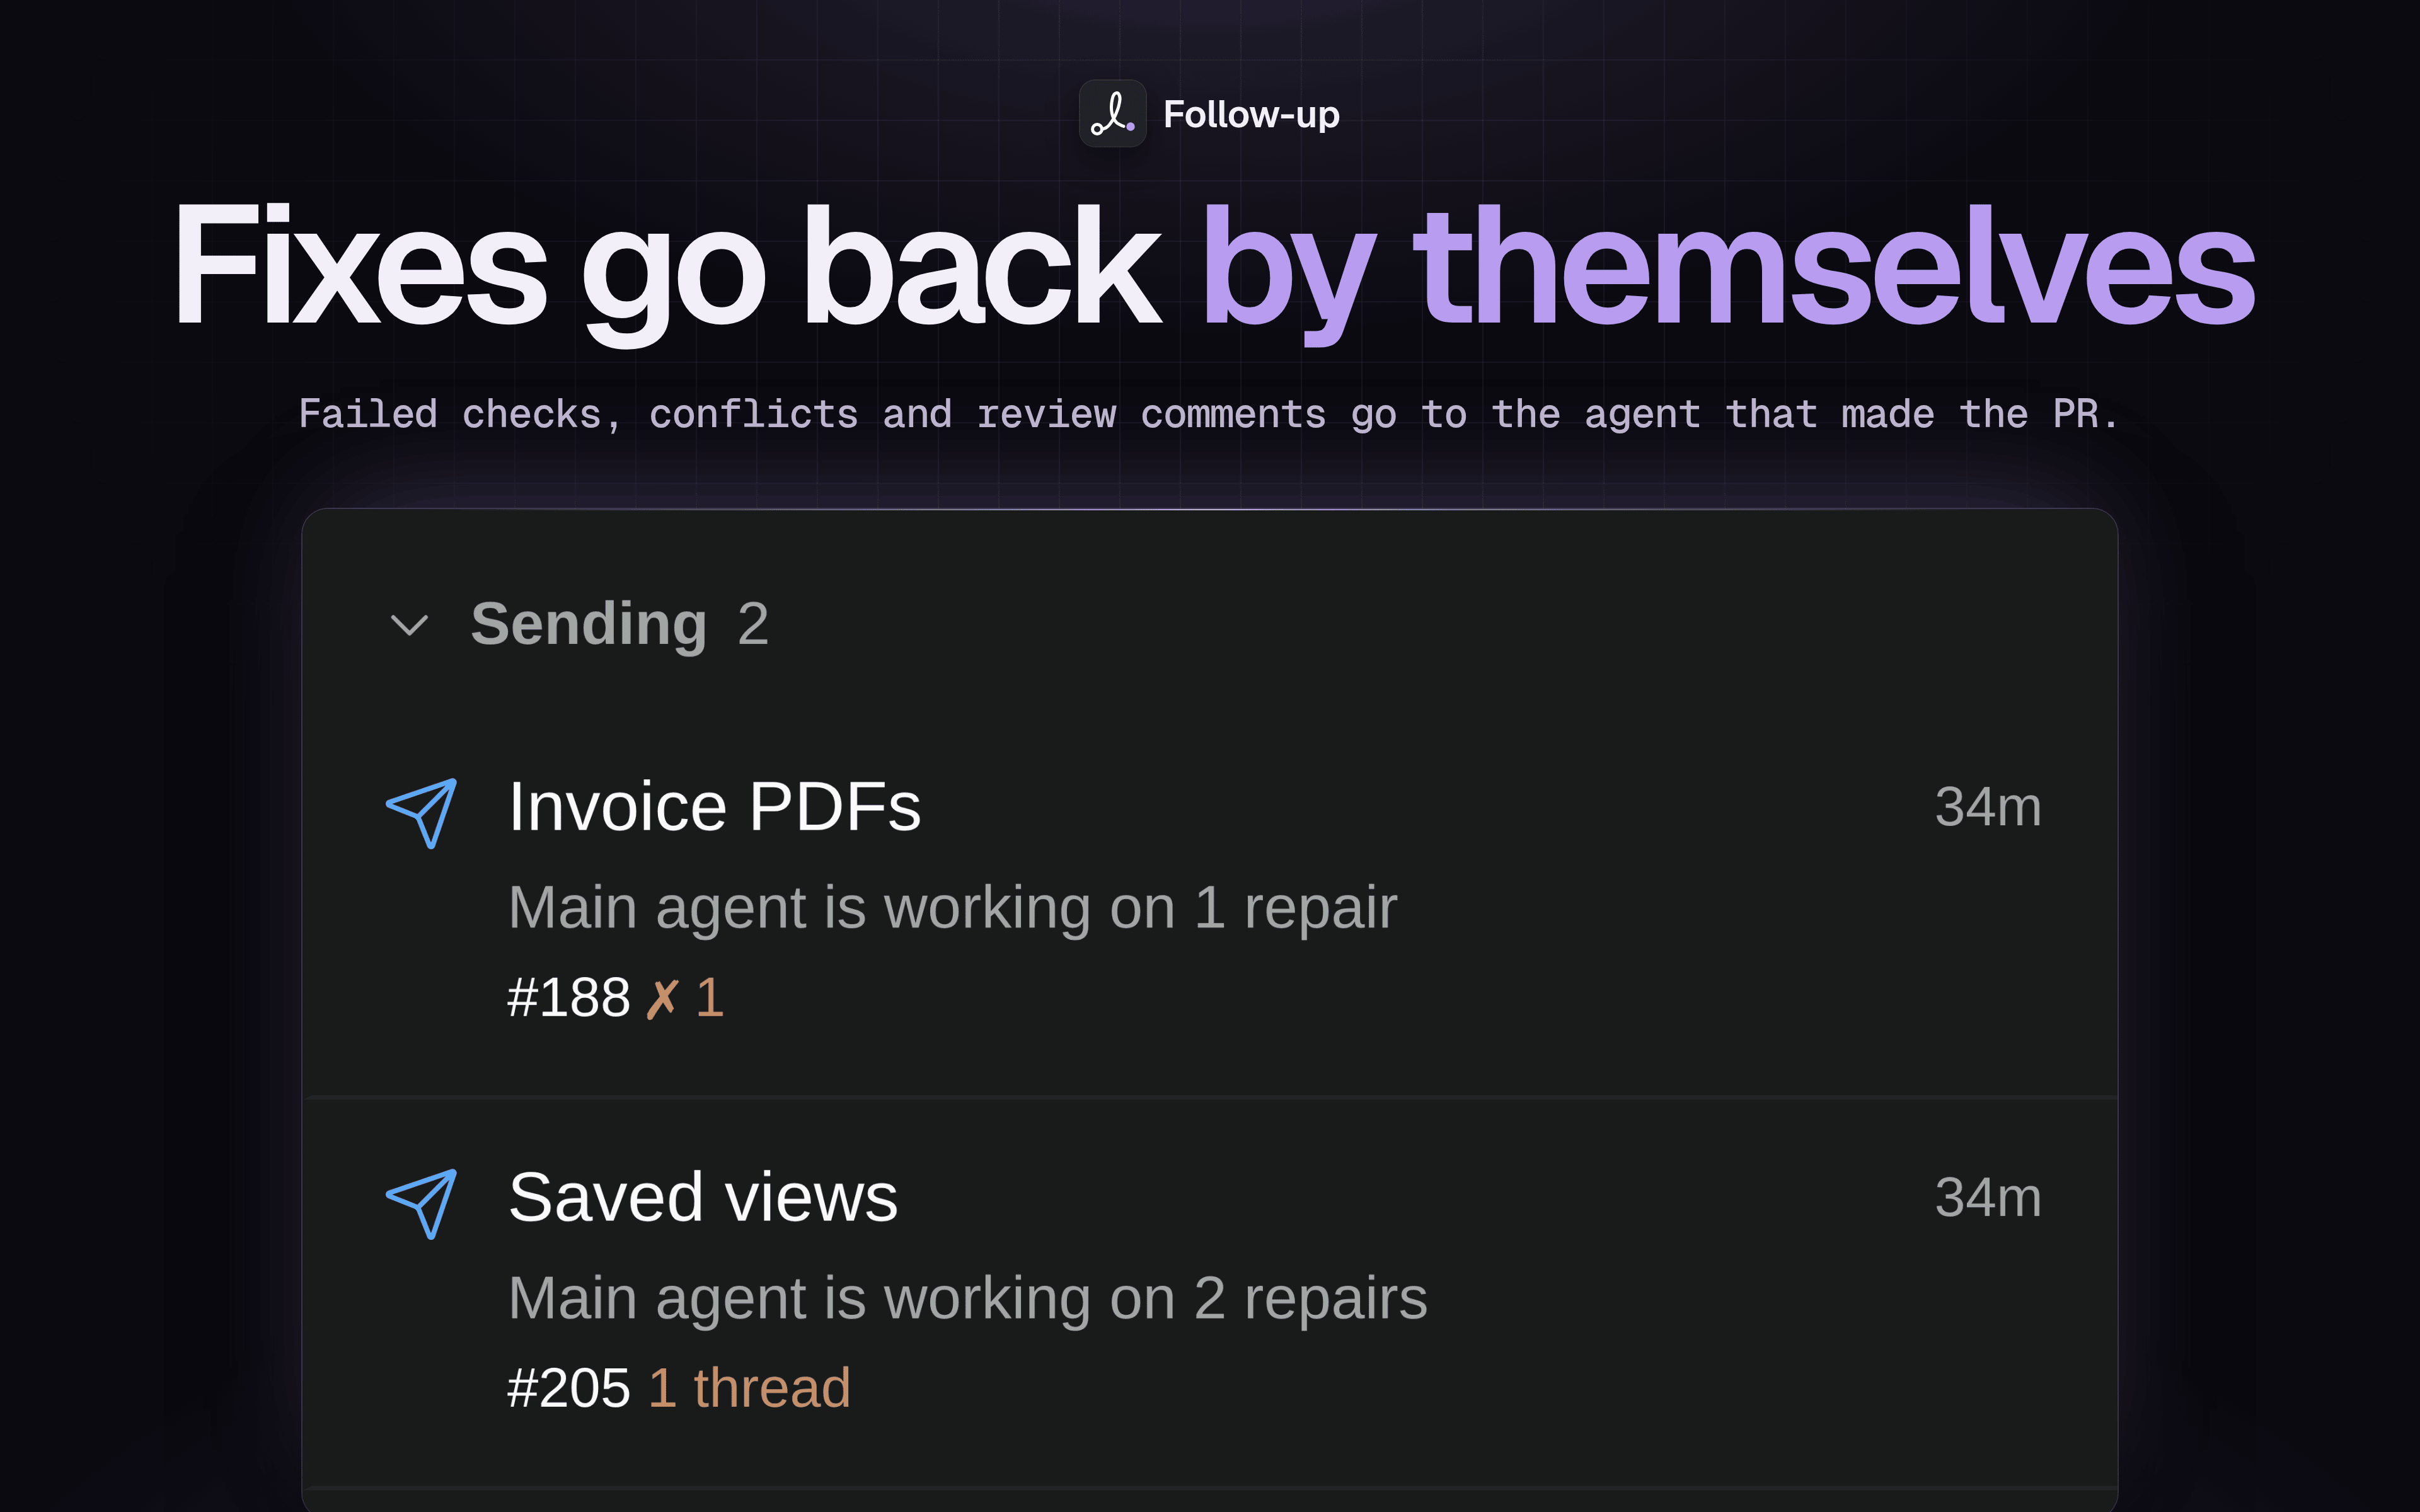 Follow-up
Fixes go back by themselves
Failed checks, conflicts and review comments go to the agent that made the PR.
Sending 2
Invoice PDFs 34m
Main agent is working on 1 repair
#188 ✗ 1
Saved views 34m
Main agent is working on 2 repairs
#205 1 thread